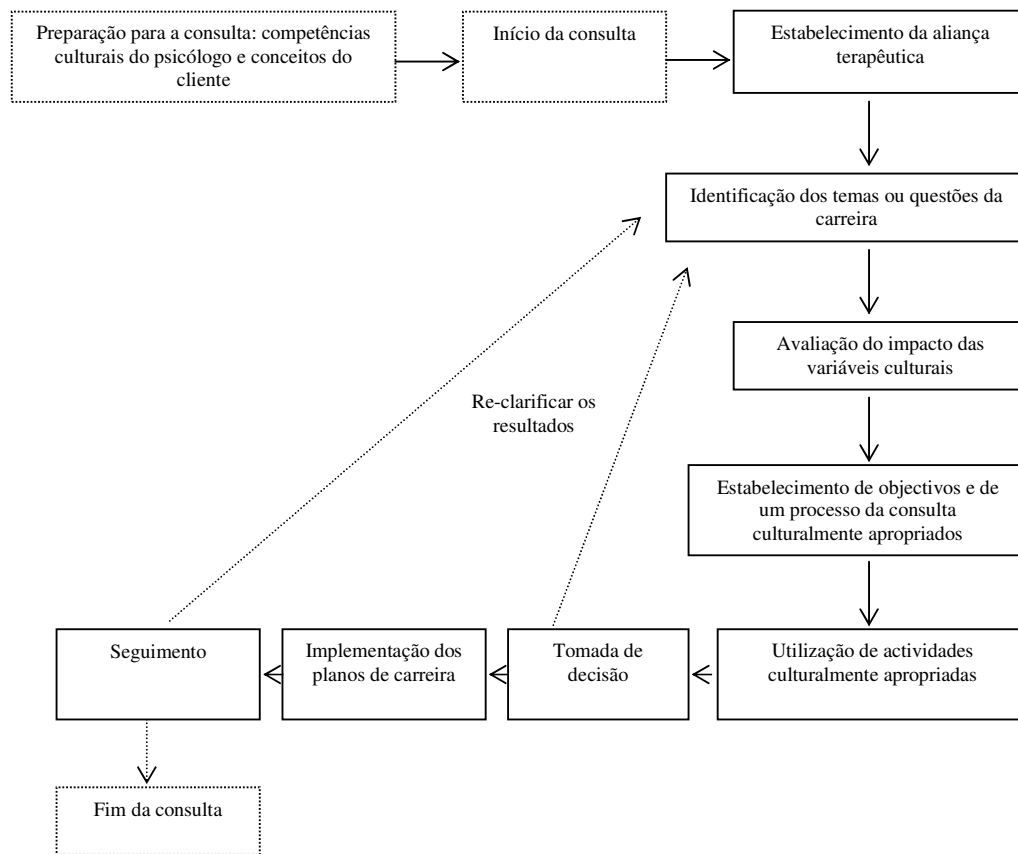 Preparação para a consulta: competências
culturais do psicólogo e conceitos do
cliente
Início da consulta
Estabelecimento da aliança
terapêutica
Identificação dos temas ou questões da
carreira
Avaliação do impacto das
variáveis culturais
Re-clarificar os
resultados
Estabelecimento de objectivos e de
um processo da consulta
culturalmente apropriados
Seguimento
Implementação dos
planos de carreira
Tomada de
decisão
Utilização de actividades
culturalmente apropriadas
Fim da consulta